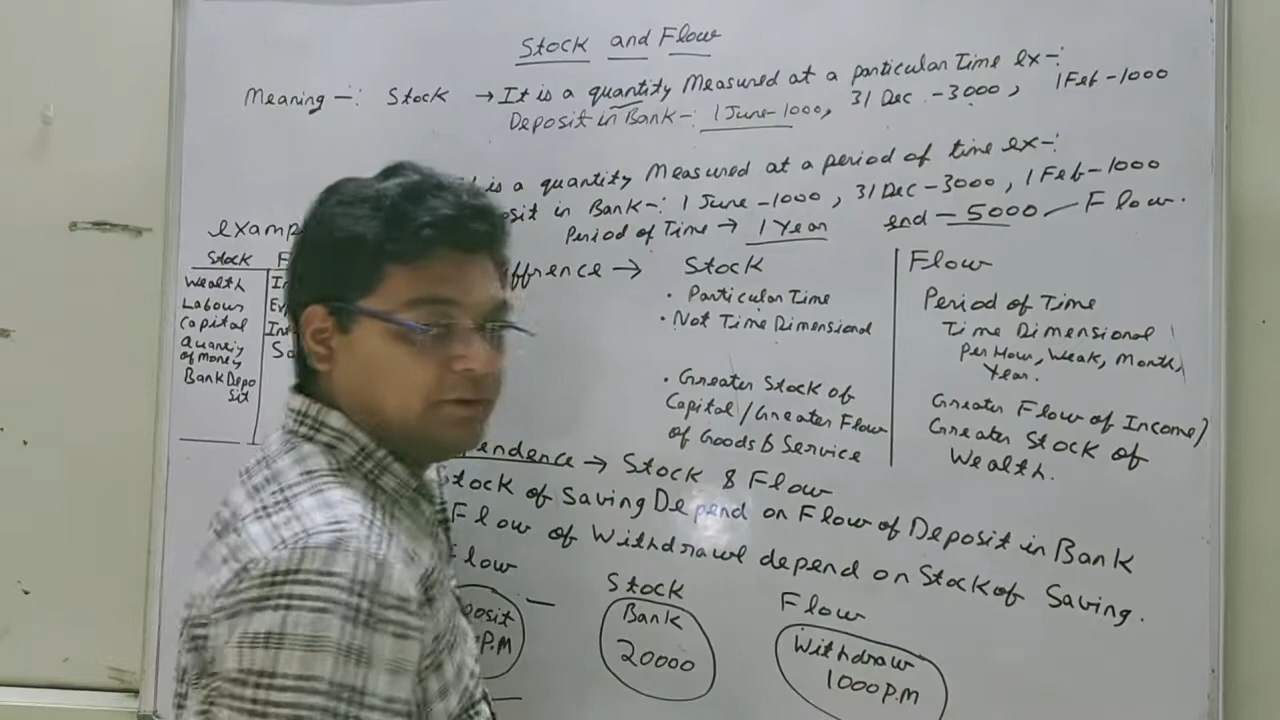 Stock and Flow
Meaning -: Stock → It is a quantity Measured at a particular Time ex-:
Deposit in Bank -: 1 June - 1000, 31 Dec - 3000, 1 Feb - 1000
is a quantity Measured at a period of time ex-:
in Bank -: 1 June - 1000, 31 Dec - 3000, 1 Feb - 1000
Period of Time → 1 Year end - 5000 - Flow.
Stock
Wealth
Labour
Capital
of Money
Bank Depo
sit
→ Stock
• Particular Time
• Not Time Dimensional
• Greater Stock of
Capital / Greater Flow
of Goods & Service
Flow
Period of Time
Time Dimensional
Per Hour, Weak, Month,
Year.
Greater Flow of Income /
Greater Stock of
Wealth.
→ Stock & Flow
Stock of Saving Depend on Flow of Deposit in Bank
Flow of Withdrawl depend on Stock of Saving.
Stock
Bank
20000
Flow
Withdraw
1000 P.M
P.M